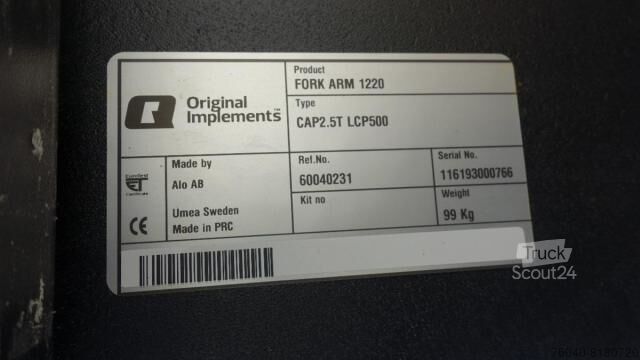 Original
Implements™
Product
FORK ARM 1220
Type
CAP2.5T LCP500
Made by
Alo AB
Umea Sweden
Made in PRC
CE
Ref.No.
60040231
Serial No.
116193000766
Kit no
Weight
99 Kg
Truck
Scout24